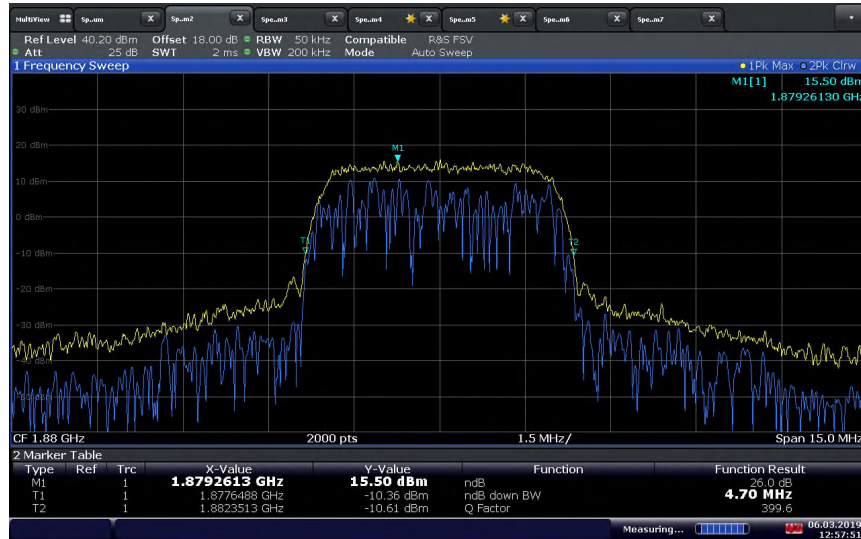 MultiView Sp..um X Sp..m2 X Spe..m3 X Spe..m4 X Spe..m5 X Spe..m6 X Spe..m7 X
Ref Level 40.20 dBm Offset 18.00 dB RBW 50 kHz Compatible R&S FSV
Att 25 dB SWT 2 ms VBW 200 kHz Mode Auto Sweep
1 Frequency Sweep 1Pk Max 2Pk Clrw
M1[1] 15.50 dBm
1.87926130 GHz
30 dBm
20 dBm
M1
10 dBm
0 dBm
T1 T2
-10 dBm
-20 dBm
-30 dBm
-40 dBm
CF 1.88 GHz 2000 pts 1.5 MHz/ Span 15.0 MHz
2 Marker Table
Type Ref Trc X-Value Y-Value Function Function Result
M1 1 1.8792613 GHz 15.50 dBm ndB 26.0 dB
T1 1 1.8776488 GHz -10.36 dBm ndB down BW 4.70 MHz
T2 1 1.8823513 GHz -10.61 dBm Q Factor 399.6
Measuring... 06.03.2019
12:57:51